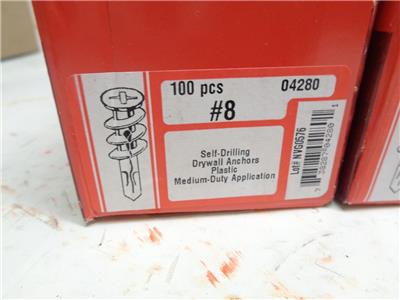 100 pcs 04280
#8
Self-Drilling
Drywall Anchors
Plastic
Medium-Duty Application
Lot# NVG0576